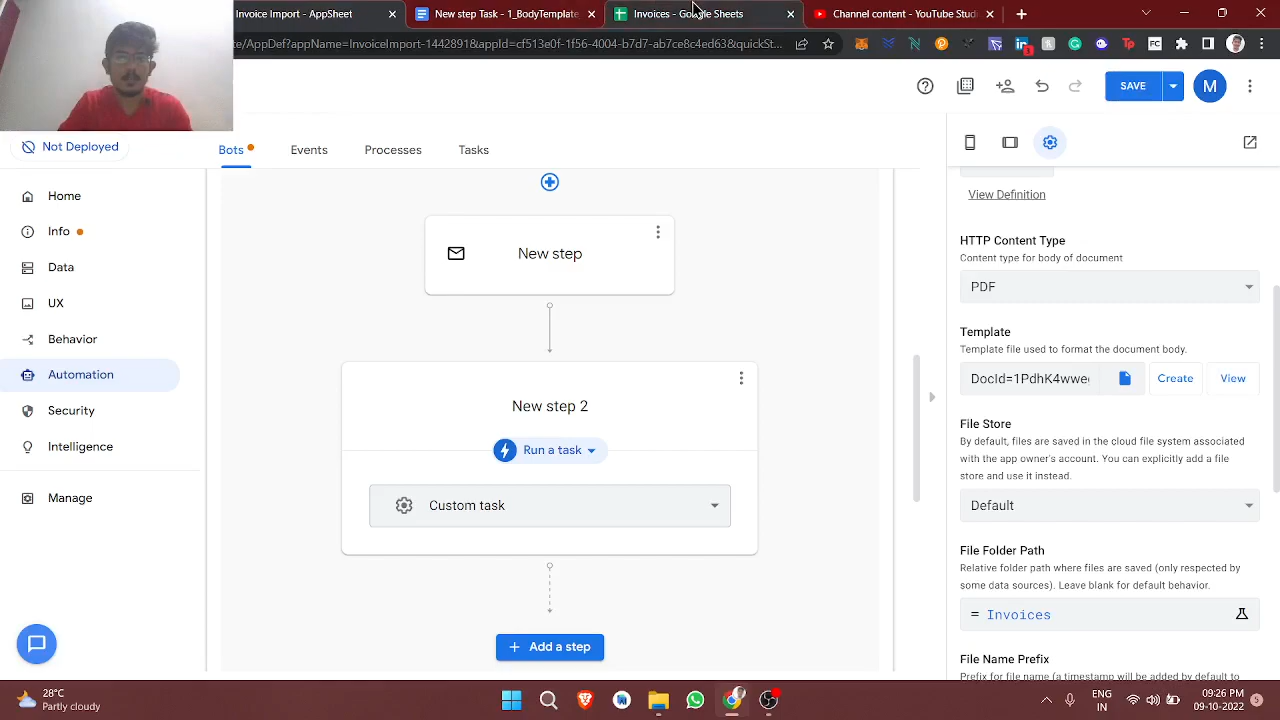 Invoice Import - AppSheet
New step Task - 1_BodyTemplate
Invoices - Google Sheets
Channel content - YouTube Stud
te/AppDef?appName=InvoiceImport-1442891&appId=cf513e0f-1f56-4004-b7d7-ab7ce8c4ed63&quickSt...
SAVE
M
Not Deployed
Bots
Events
Processes
Tasks
Home
Info
Data
UX
Behavior
Automation
Security
Intelligence
Manage
New step
New step 2
Run a task
Custom task
Add a step
View Definition
HTTP Content Type
Content type for body of document
PDF
Template
Template file used to format the document body.
DocId=1PdhK4wwe
Create
View
File Store
By default, files are saved in the cloud file system associated
with the app owner's account. You can explicitly add a file
store and use it instead.
Default
File Folder Path
Relative folder path where files are saved (only respected by
some data sources). Leave blank for default behavior.
= Invoices
File Name Prefix
Prefix for file name (a timestamp will be added by default to
28°C
Partly cloudy
ENG
IN
09:26 PM
09-10-2022
5